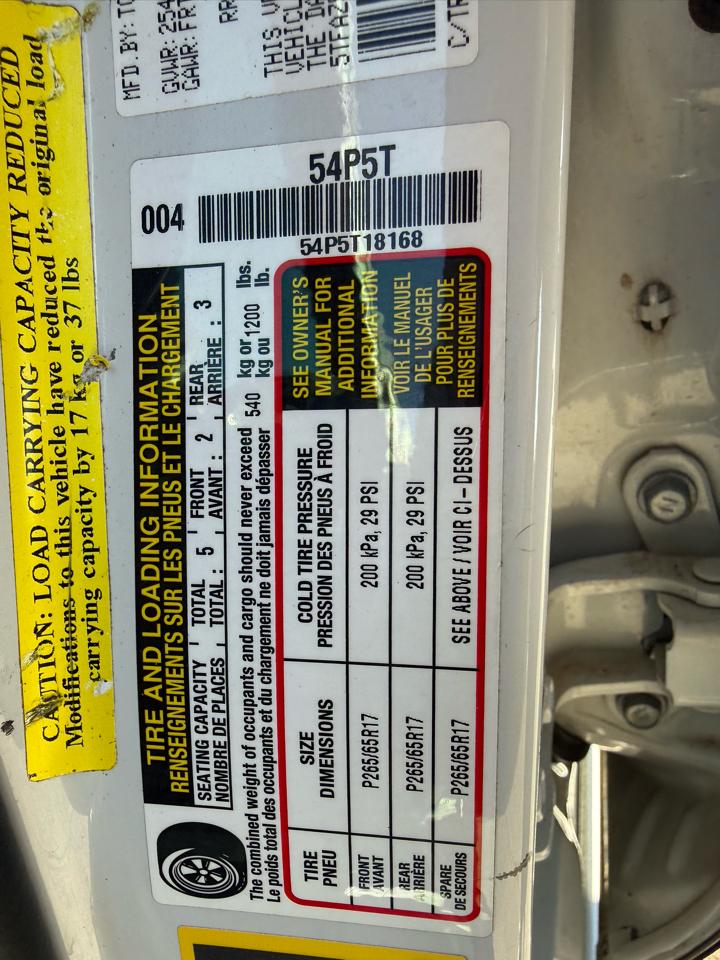 CAUTION: LOAD CARRYING CAPACITY REDUCED
Modifications to this vehicle have reduced the original load
carrying capacity by 17 kg or 37 lbs
MFD. BY: TO
GVWR: 254
GAWR: FRT
RR
THIS V
VEHICL
THE DA
5TFAZ
C/TR
54P5T
004
54P5T18168
TIRE AND LOADING INFORMATION
RENSEIGNEMENTS SUR LES PNEUS ET LE CHARGEMENT
SEATING CAPACITY TOTAL FRONT REAR
NOMBRE DE PLACES TOTAL : 5 AVANT : 2 ARRIÈRE : 3
The combined weight of occupants and cargo should never exceed 540 kg or 1200 lbs.
Le poids total des occupants et du chargement ne doit jamais dépasser kg ou lb.
TIRE SIZE COLD TIRE PRESSURE
PNEU DIMENSIONS PRESSION DES PNEUS À FROID
FRONT AVANT P265/65R17 200 kPa, 29 PSI
REAR ARRIÈRE P265/65R17 200 kPa, 29 PSI
SPARE DE SECOURS P265/65R17 SEE ABOVE / VOIR CI-DESSUS
SEE OWNER'S
MANUAL FOR
ADDITIONAL
INFORMATION
VOIR LE MANUEL
DE L'USAGER
POUR PLUS DE
RENSEIGNEMENTS